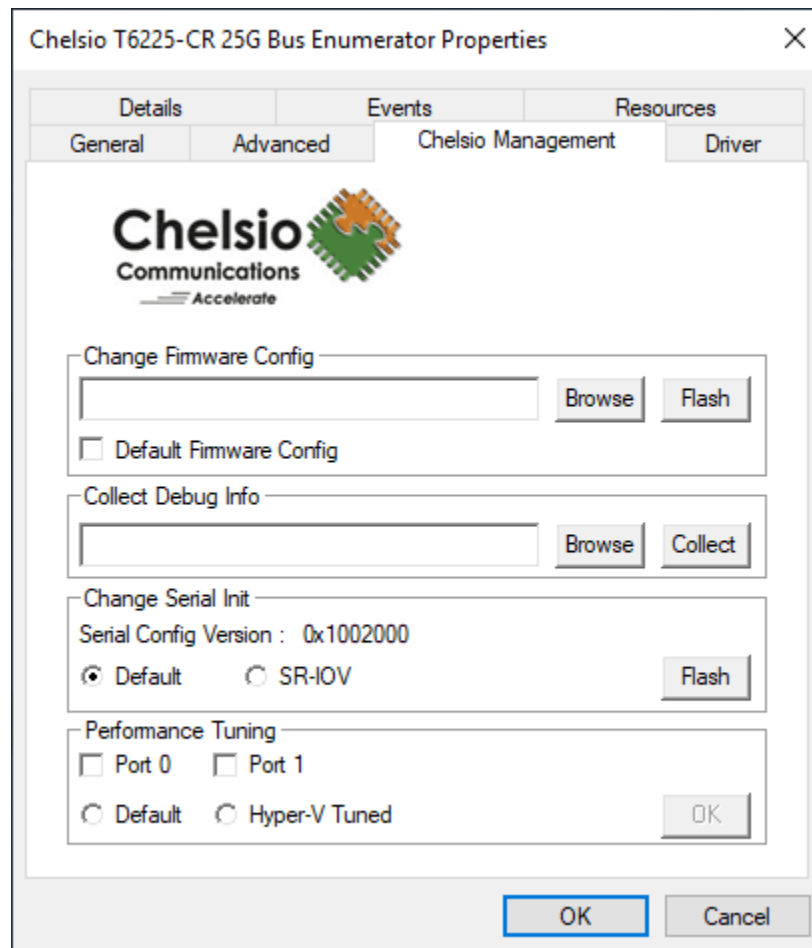 Chelsio T6225-CR 25G Bus Enumerator Properties
Details Events Resources
General Advanced Chelsio Management Driver
Chelsio
Communications
Accelerate
Change Firmware Config
Browse Flash
Default Firmware Config
Collect Debug Info
Browse Collect
Change Serial Init
Serial Config Version : 0x1002000
Default SR-IOV Flash
Performance Tuning
Port 0 Port 1
Default Hyper-V Tuned OK
OK Cancel